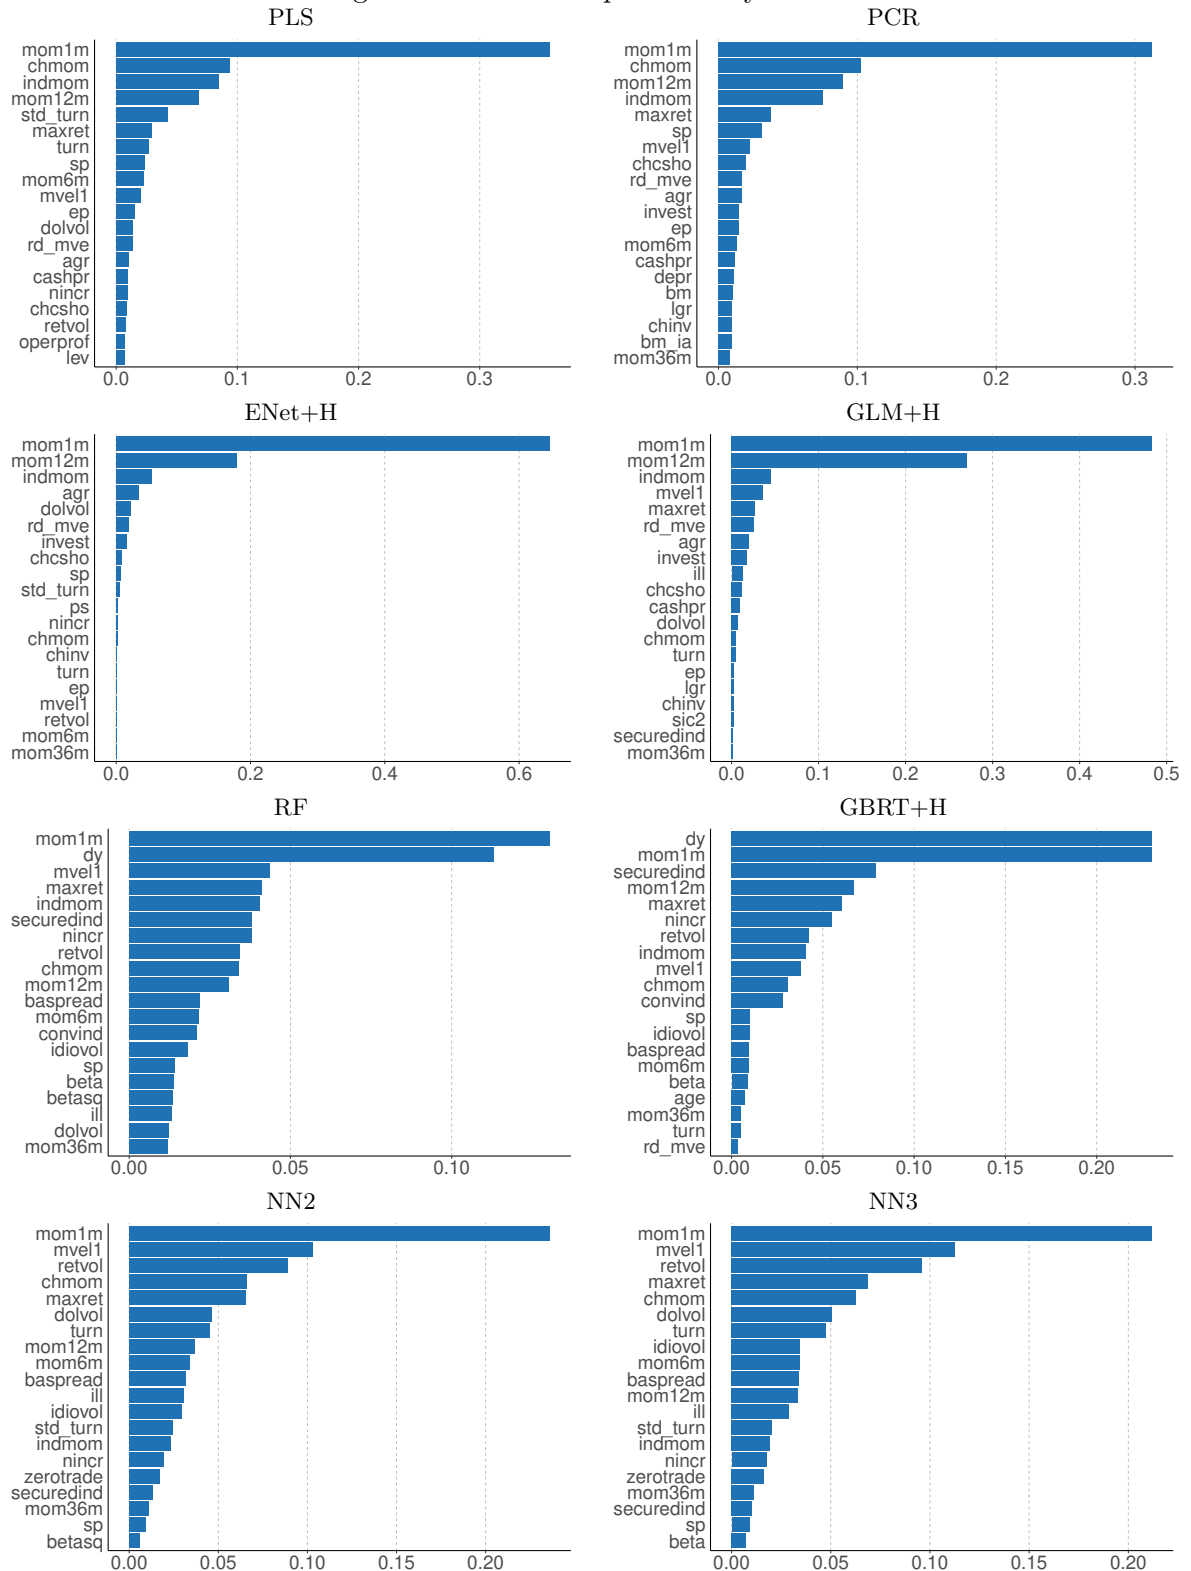 PLS
mom1m
chmom
indmom
mom12m
std_turn
maxret
turn
sp
mom6m
mvel1
ep
dolvol
rd_mve
agr
cashpr
nincr
chcsho
retvol
operprof
lev
0.0 0.1 0.2 0.3
PCR
mom1m
chmom
mom12m
indmom
maxret
sp
mvel1
chcsho
rd_mve
agr
invest
ep
mom6m
cashpr
depr
bm
lgr
chinv
bm_ia
mom36m
0.0 0.1 0.2 0.3
ENet+H
mom1m
mom12m
indmom
agr
dolvol
rd_mve
invest
chcsho
sp
std_turn
ps
nincr
chmom
chinv
turn
ep
mvel1
retvol
mom6m
mom36m
0.0 0.2 0.4 0.6
GLM+H
mom1m
mom12m
indmom
mvel1
maxret
rd_mve
agr
invest
ill
chcsho
cashpr
dolvol
chmom
turn
ep
lgr
chinv
sic2
securedind
mom36m
0.0 0.1 0.2 0.3 0.4 0.5
RF
mom1m
dy
mvel1
maxret
indmom
securedind
nincr
retvol
chmom
mom12m
baspread
mom6m
convind
idiovol
sp
beta
betasq
ill
dolvol
mom36m
0.00 0.05 0.10
GBRT+H
dy
mom1m
securedind
mom12m
maxret
nincr
retvol
indmom
mvel1
chmom
convind
sp
idiovol
baspread
mom6m
beta
age
mom36m
turn
rd_mve
0.00 0.05 0.10 0.15 0.20
NN2
mom1m
mvel1
retvol
chmom
maxret
dolvol
turn
mom12m
mom6m
baspread
ill
idiovol
std_turn
indmom
nincr
zerotrade
securedind
mom36m
sp
betasq
0.00 0.05 0.10 0.15 0.20
NN3
mom1m
mvel1
retvol
maxret
chmom
dolvol
turn
idiovol
mom6m
baspread
mom12m
ill
std_turn
indmom
nincr
zerotrade
mom36m
securedind
sp
beta
0.00 0.05 0.10 0.15 0.20